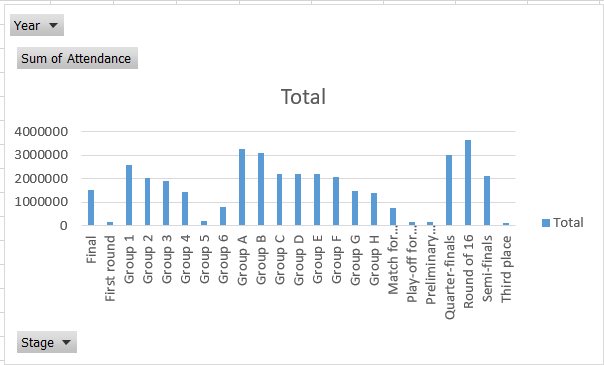 Year
Sum of Attendance
Total
4000000
3000000
2000000
1000000
0
Final
First round
Group 1
Group 2
Group 3
Group 4
Group 5
Group 6
Group A
Group B
Group C
Group D
Group E
Group F
Group G
Group H
Match for...
Play-off for...
Preliminary...
Quarter-finals
Round of 16
Semi-finals
Third place
Total
Stage